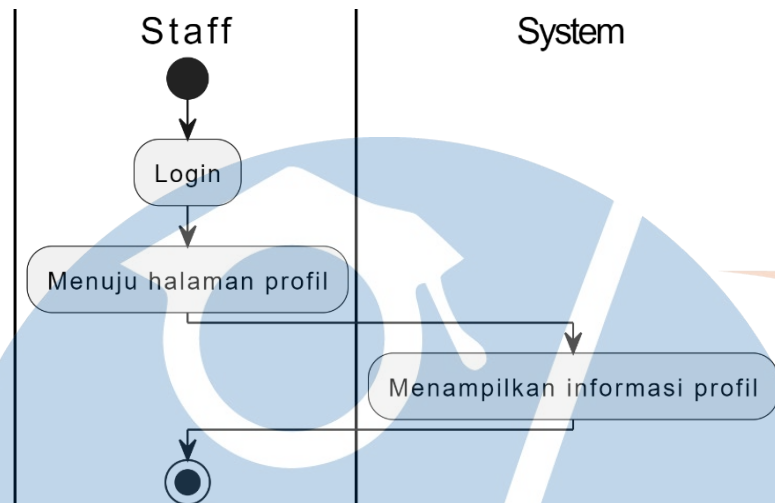 Staff
System
Login
Menuju halaman profil
Menampilkan informasi profil